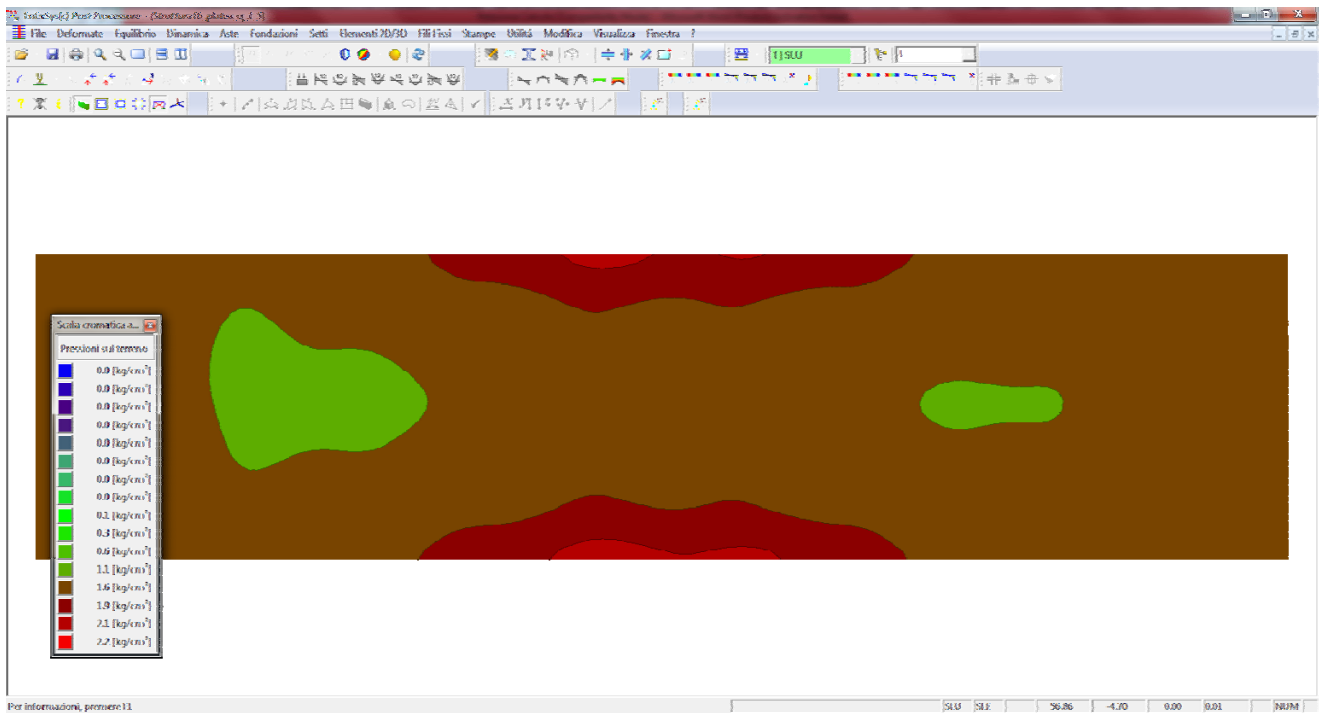 Post Processore - (Struttura
File Deformate Equilibrio Dinamica Aste Fondazioni Setti Elementi 2D/3D Fili Fissi Stampe Utilità Modifica Visualizza Finestra ?
1) SLU 1
Scala cromatica a...
Pressioni sul terreno
0.0 [kg/cm²]
0.0 [kg/cm²]
0.0 [kg/cm²]
0.0 [kg/cm²]
0.0 [kg/cm²]
0.0 [kg/cm²]
0.0 [kg/cm²]
0.0 [kg/cm²]
0.1 [kg/cm²]
0.3 [kg/cm²]
0.6 [kg/cm²]
1.1 [kg/cm²]
1.6 [kg/cm²]
1.9 [kg/cm²]
2.1 [kg/cm²]
2.2 [kg/cm²]
Per informazioni, premere F1 SLU SLE 56.86 -4.70 0.00 0.01 NUM